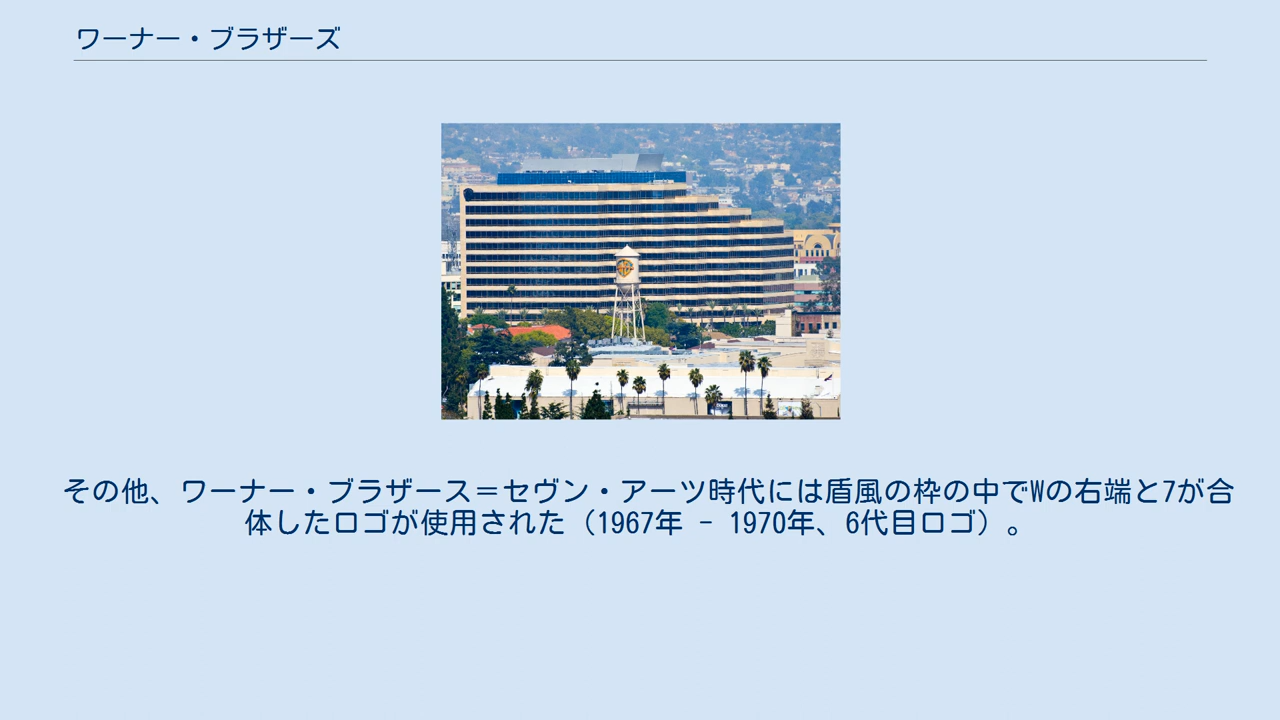 ワーナー・ブラザーズ
その他、ワーナー・ブラザース＝セヴン・アーツ時代には盾風の枠の中でWの右端と7が合
体したロゴが使用された（1967年 - 1970年、6代目ロゴ）。